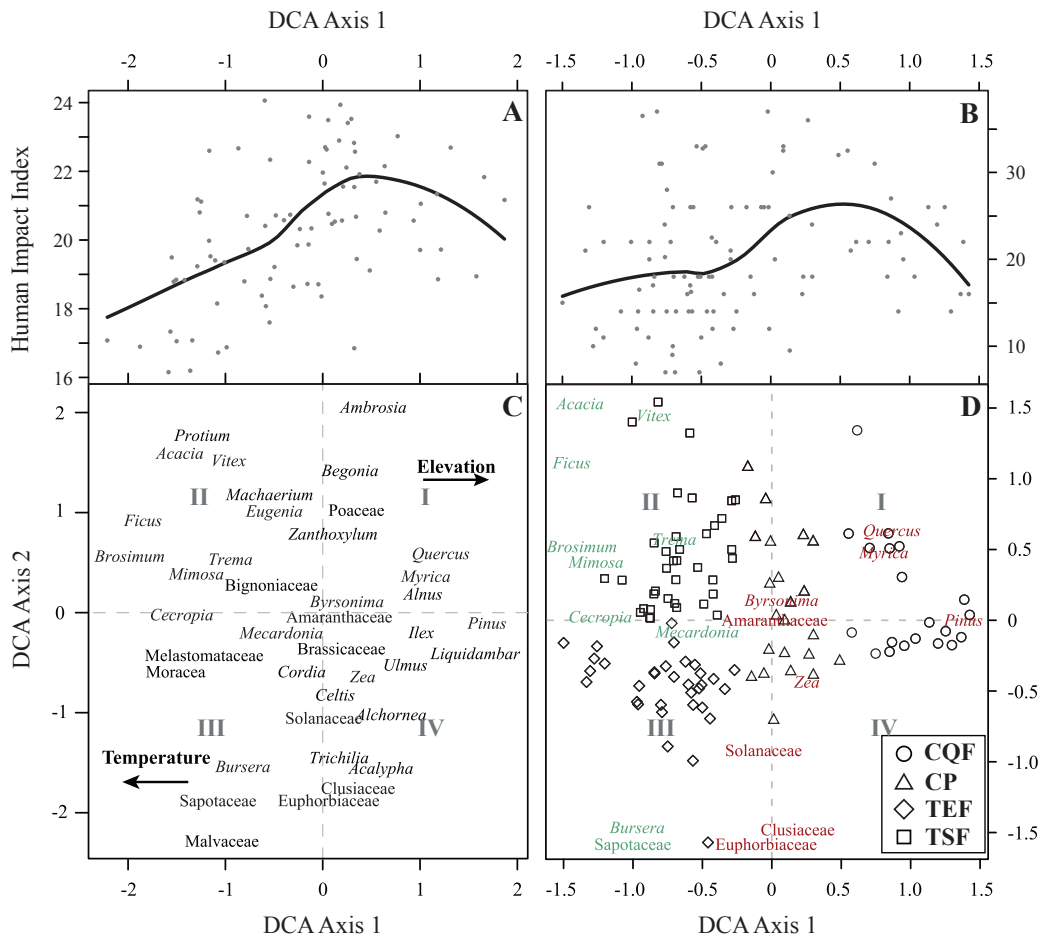 DCA Axis 1
DCA Axis 1
-2 -1 0 1 2
-1.5 -1.0 -0.5 0 0.5 1.0 1.5
A
Human Impact Index
24
22
20
18
16
B
30
20
10
C
DCA Axis 2
2
1
0
-1
-2
Ambrosia
Protium
Acacia
Vitex
Begonia
Elevation
II
I
Machaerium
Eugenia
Poaceae
Ficus
Zanthoxylum
Brosimum
Trema
Quercus
Mimosa
Bignoniaceae
Myrica
Alnus
Byrsonima
Cecropia
Amaranthaceae
Pinus
Mecardonia
Ilex
Brassicaceae
Melastomataceae
Liquidambar
Moracea
Cordia
Ulmus
Zea
Celtis
Solanaceae
Alchornea
III
IV
Temperature
Trichilia
Bursera
Acalypha
Clusiaceae
Sapotaceae
Euphorbiaceae
Malvaceae
-2 -1 0 1 2
DCA Axis 1
D
1.5
1.0
0.5
0
-0.5
-1.0
-1.5
Acacia
Vitex
Ficus
II
I
Quercus
Trema
Brosimum
Myrica
Mimosa
Byrsonima
Cecropia
Amaranthaceae
Pinus
Mecardonia
Zea
III
IV
Solanaceae
CQF
CP
TEF
TSF
Bursera
Clusiaceae
Sapotaceae
Euphorbiaceae
-1.5 -1.0 -0.5 0 0.5 1.0 1.5
DCA Axis 1